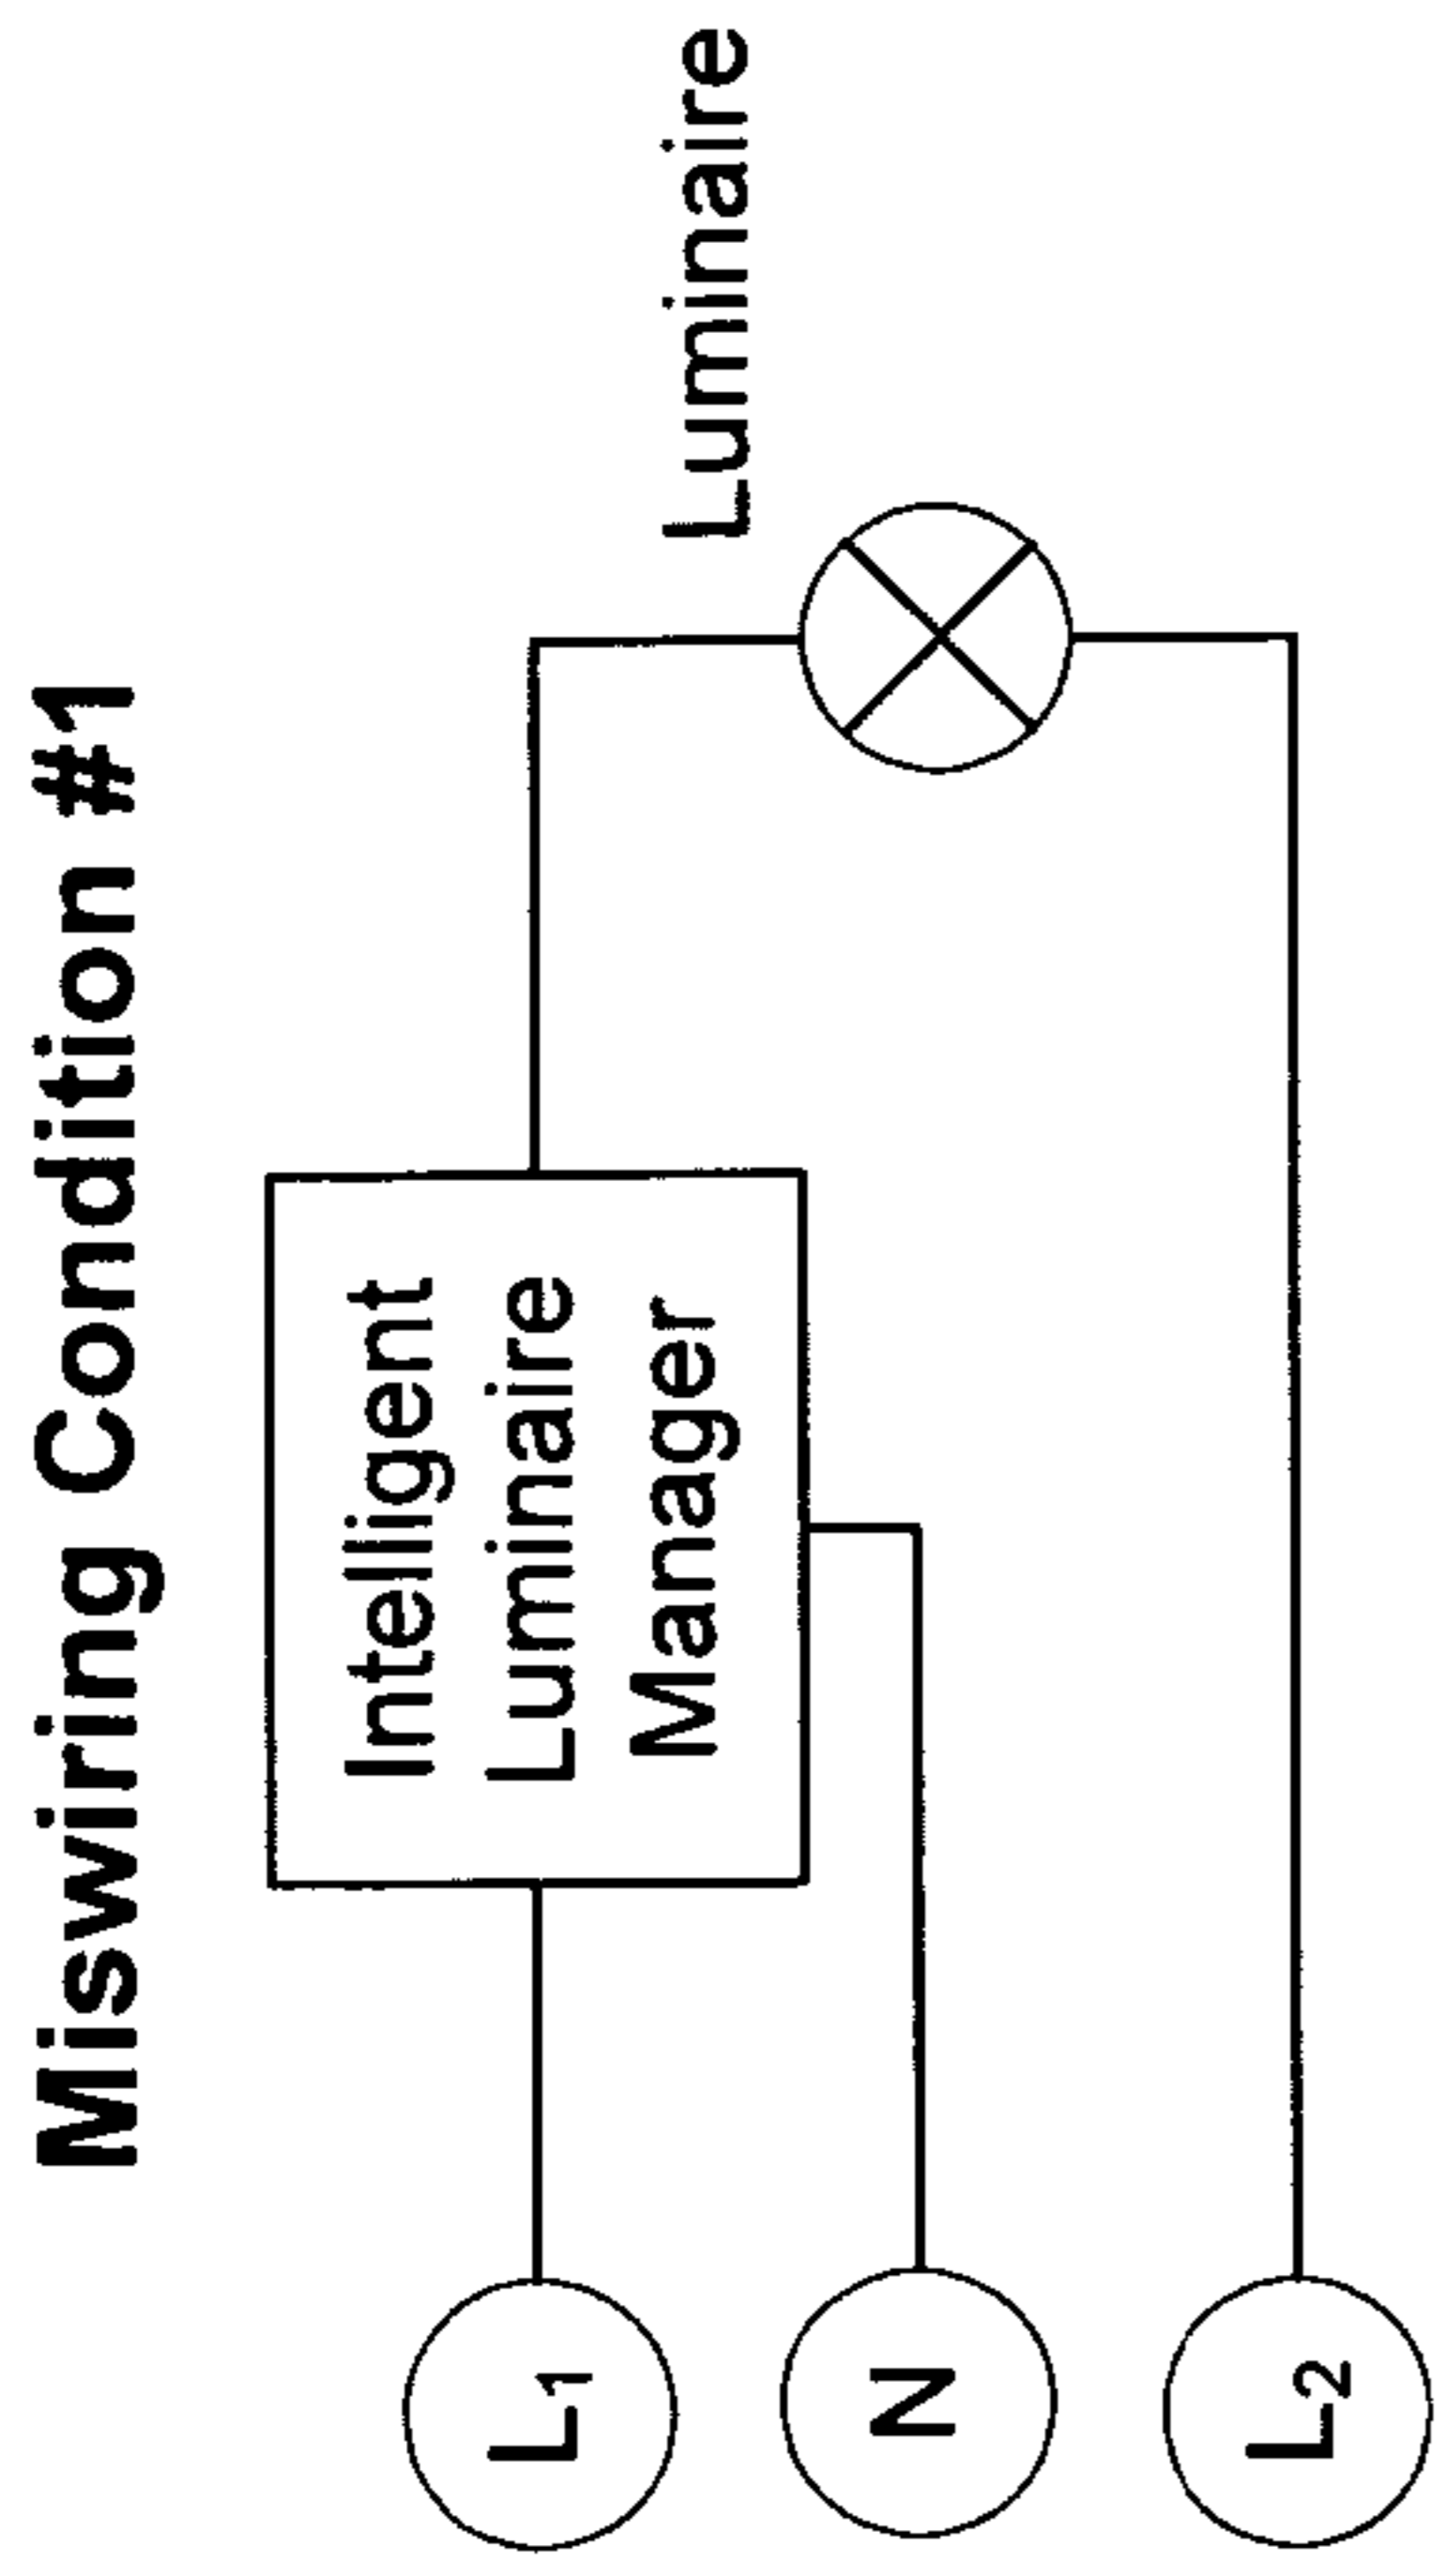 Miswiring Condition #1
Intelligent
Luminaire
Manager
Luminaire
L1
N
L2